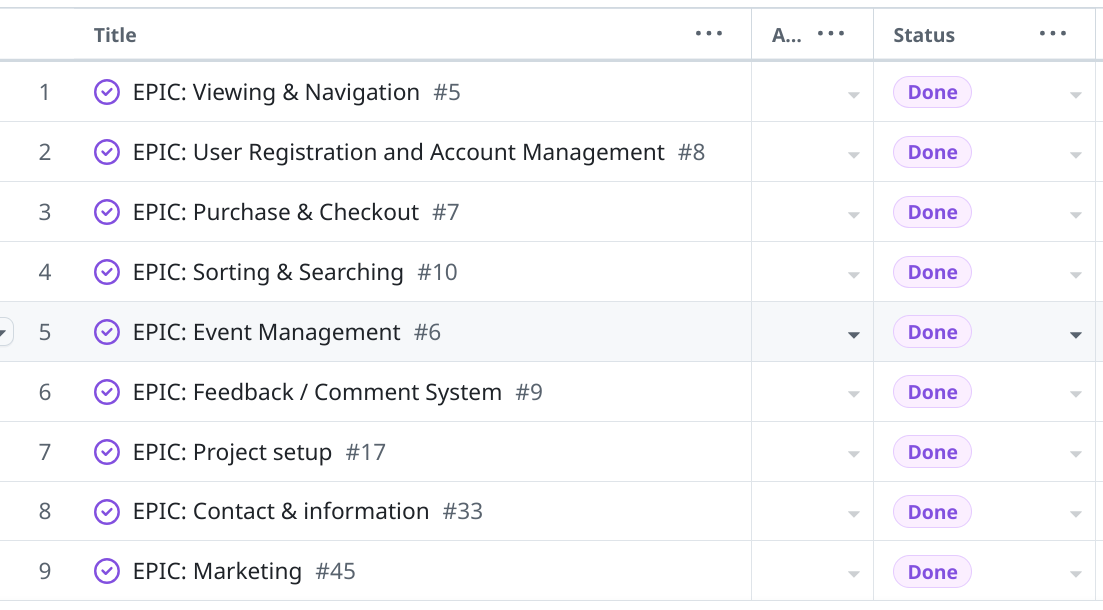 Title A... Status
1 EPIC: Viewing & Navigation #5 Done
2 EPIC: User Registration and Account Management #8 Done
3 EPIC: Purchase & Checkout #7 Done
4 EPIC: Sorting & Searching #10 Done
5 EPIC: Event Management #6 Done
6 EPIC: Feedback / Comment System #9 Done
7 EPIC: Project setup #17 Done
8 EPIC: Contact & information #33 Done
9 EPIC: Marketing #45 Done